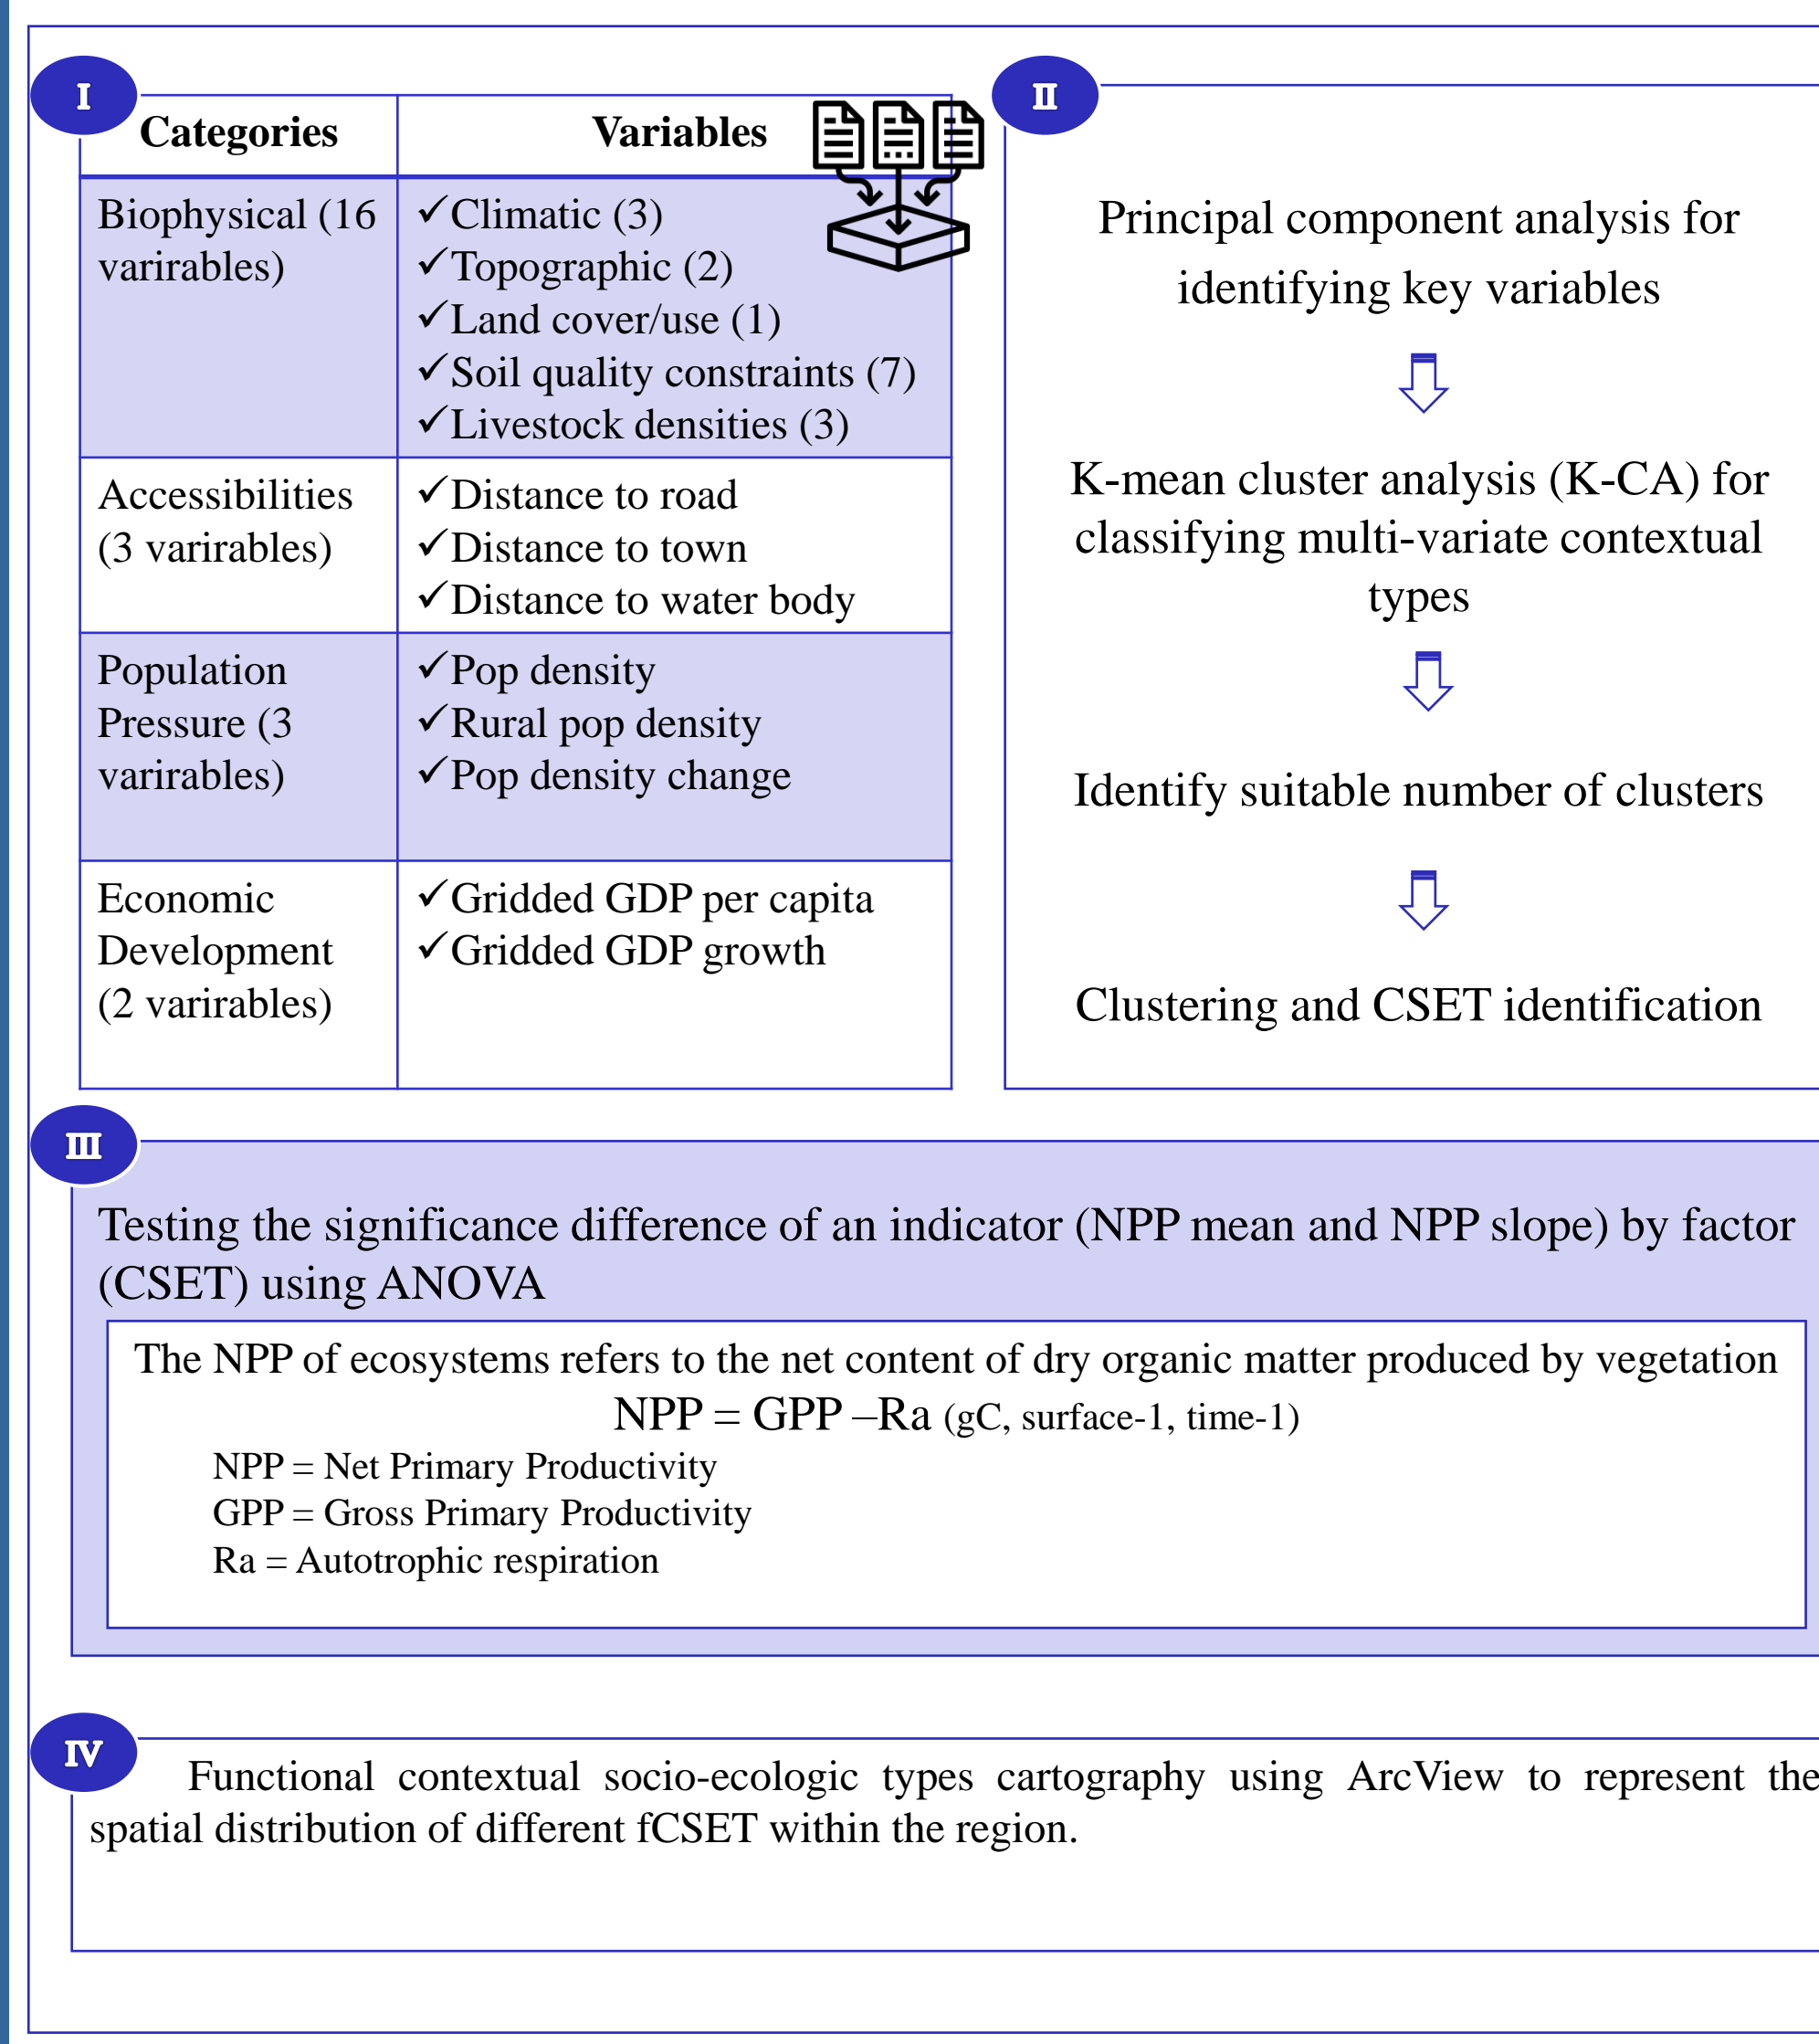 I
Categories
Variables
Biophysical (16
varirables)
✓Climatic (3)
✓Topographic (2)
✓Land cover/use (1)
✓Soil quality constraints (7)
✓Livestock densities (3)
Accessibilities
(3 varirables)
✓Distance to road
✓Distance to town
✓Distance to water body
Population
Pressure (3
varirables)
✓Pop density
✓Rural pop density
✓Pop density change
Economic
Development
(2 varirables)
✓Gridded GDP per capita
✓Gridded GDP growth
II
Principal component analysis for
identifying key variables
K-mean cluster analysis (K-CA) for
classifying multi-variate contextual
types
Identify suitable number of clusters
Clustering and CSET identification
III
Testing the significance difference of an indicator (NPP mean and NPP slope) by factor
(CSET) using ANOVA
The NPP of ecosystems refers to the net content of dry organic matter produced by vegetation
NPP = GPP –Ra (gC, surface-1, time-1)
NPP = Net Primary Productivity
GPP = Gross Primary Productivity
Ra = Autotrophic respiration
IV
Functional contextual socio-ecologic types cartography using ArcView to represent the
spatial distribution of different fCSET within the region.